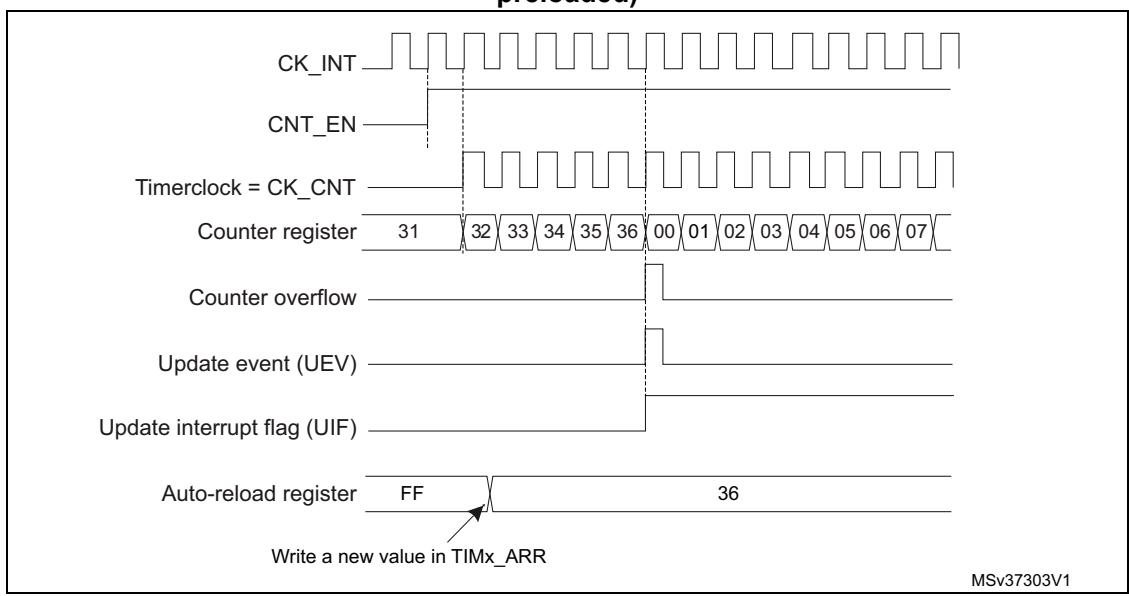 preloaded)
CK_INT
CNT_EN
Timerclock = CK_CNT
Counter register 31 32 33 34 35 36 00 01 02 03 04 05 06 07
Counter overflow
Update event (UEV)
Update interrupt flag (UIF)
Auto-reload register FF 36
Write a new value in TIMx_ARR
MSv37303V1